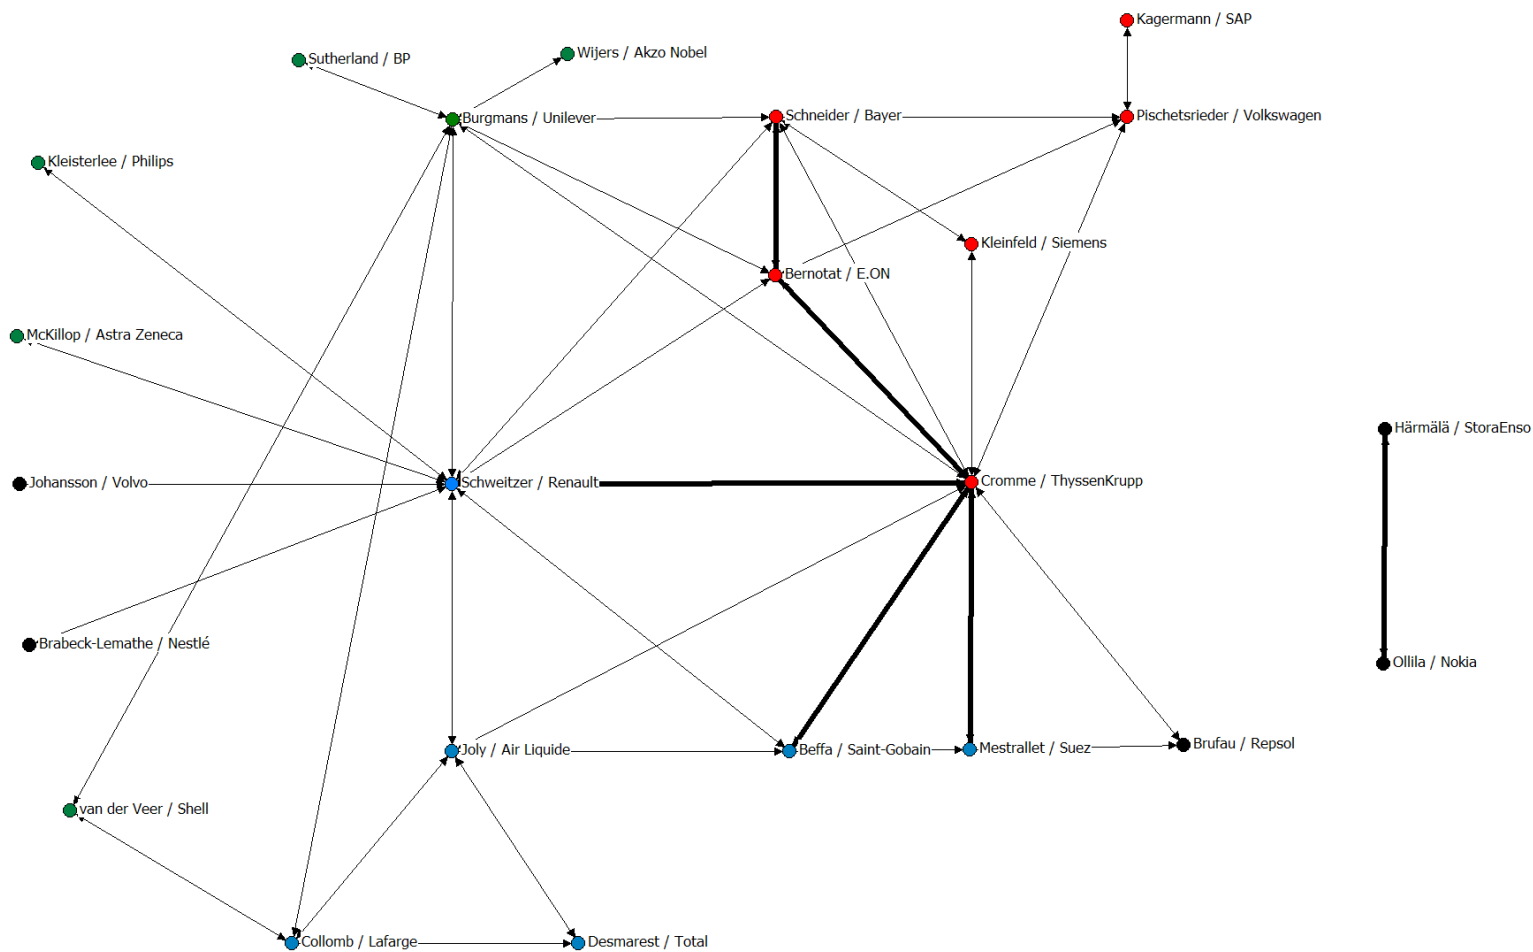 Kagermann / SAP
Sutherland / BP
Wijers / Akzo Nobel
Burgmans / Unilever
Schneider / Bayer
Pischetsrieder / Volkswagen
Kleisterlee / Philips
Kleinfeld / Siemens
Bernotat / E.ON
McKillop / Astra Zeneca
Härmälä / StoraEnso
Johansson / Volvo
Schweitzer / Renault
Cromme / ThyssenKrupp
Brabeck-Lemathe / Nestlé
Ollila / Nokia
Joly / Air Liquide
Beffa / Saint-Gobain
Mestrallet / Suez
Brufau / Repsol
van der Veer / Shell
Collomb / Lafarge
Desmarest / Total